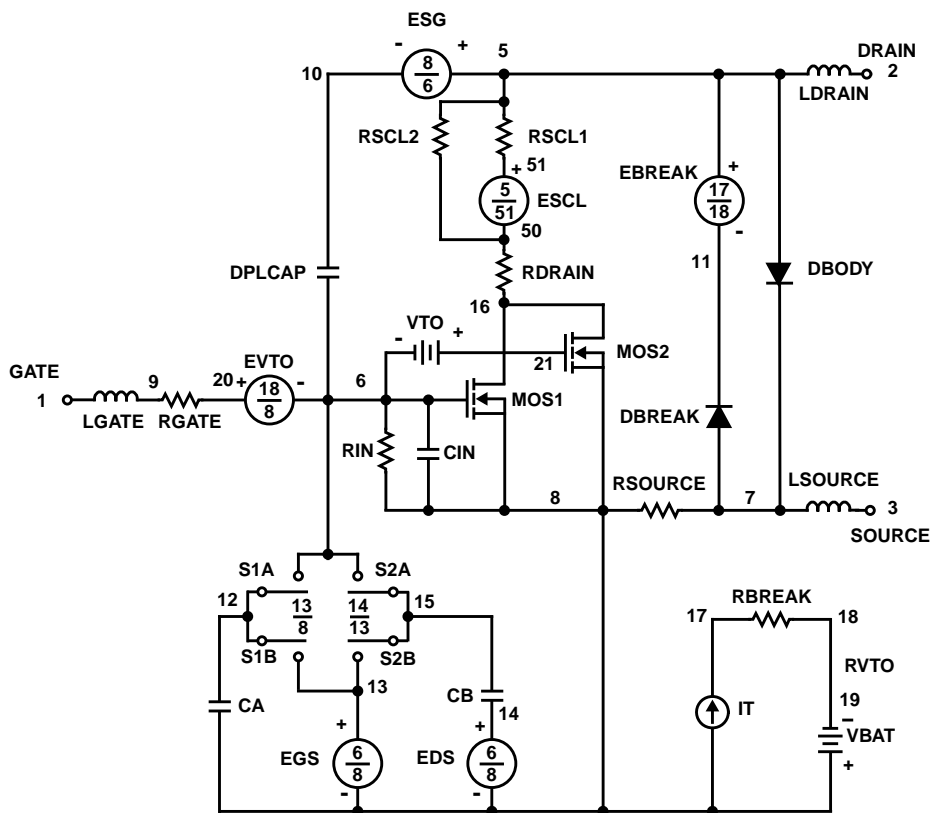 ESG
- +
5
DRAIN
2
10
8
6
LDRAIN
RSCL2
RSCL1
+ 51
EBREAK
+
5
51
ESCL
17
18
50
-
11
DBODY
RDRAIN
DPLCAP
16
VTO
- +
MOS2
21
EVTO
GATE
1
9
20 +
18
8
-
6
MOS1
LGATE
RGATE
DBREAK
RIN
CIN
LSOURCE
RSOURCE
8
7
3
SOURCE
S1A
S2A
12
13
8
14
13
15
RBREAK
17
18
S1B
S2B
13
RVTO
CA
CB
14
19
IT
-
VBAT
+
+
+
EGS
6
8
EDS
6
8
-
-